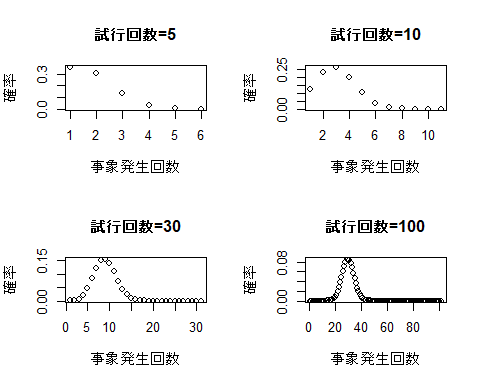 試行回数=5
確率
0.0
0.3
1 2 3 4 5 6
事象発生回数
試行回数=10
確率
0.00
0.25
2 4 6 8 10
事象発生回数
試行回数=30
確率
0.00
0.15
0 5 10 20 30
事象発生回数
試行回数=100
確率
0.00
0.08
0 20 40 60 80
事象発生回数